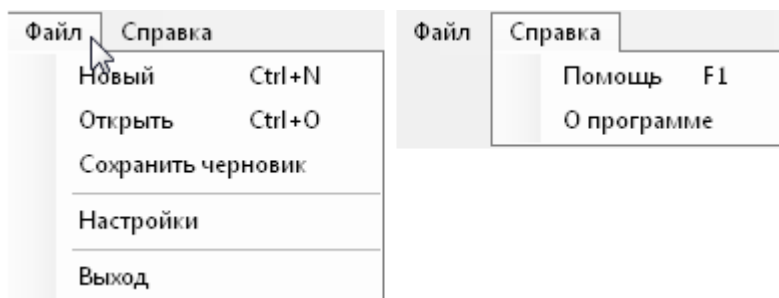 Файл Справка
Новый Ctrl+N
Открыть Ctrl+O
Сохранить черновик
Настройки
Выход
Файл Справка
Помощь F1
О программе